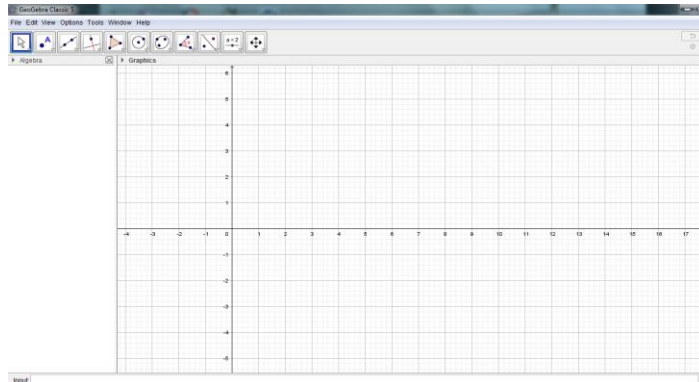 GeoGebra Classic 5
File Edit View Options Tools Window Help
A a=2
Algebra Graphics
6
5
4
3
2
1
-4 -3 -2 -1 0 1 2 3 4 5 6 7 8 9 10 11 12 13 14 15 16 17
-1
-2
-3
-4
-5
Input